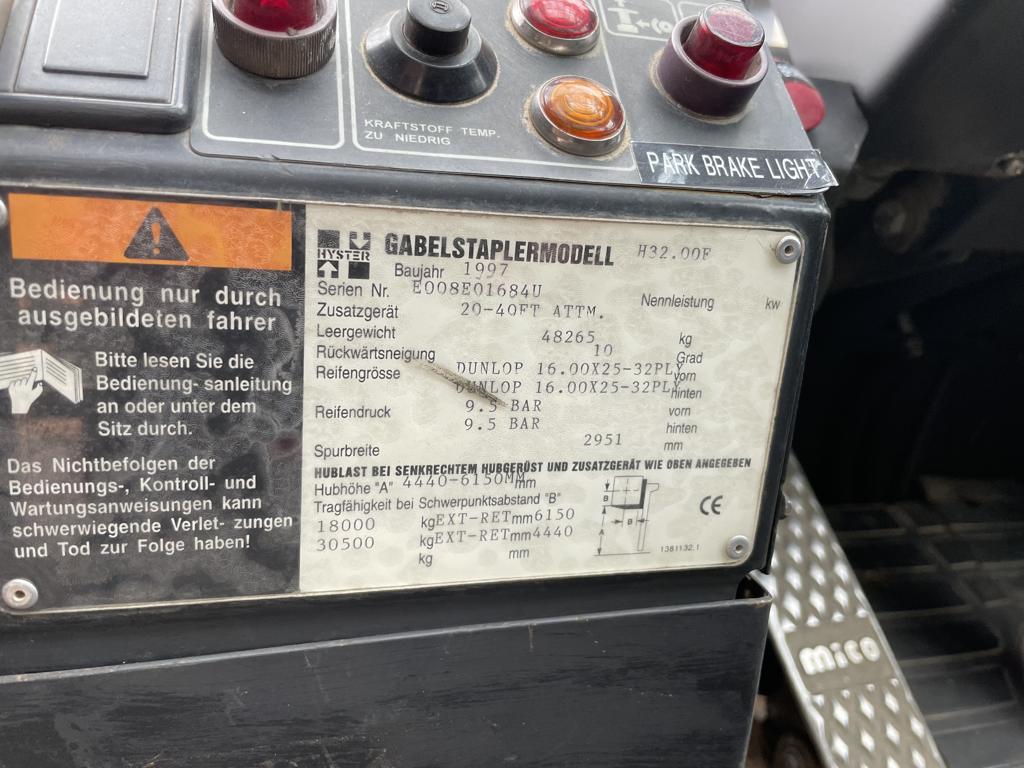 KRAFTSTOFF TEMP.
ZU NIEDRIG
PARK BRAKE LIGHT
Bedienung nur durch
ausgebildeten fahrer
Bitte lesen Sie die
Bedienung- sanleitung
an oder unter dem
Sitz durch.
Das Nichtbefolgen der
Bedienungs-, Kontroll- und
Wartungsanweisungen kann
schwerwiegende Verlet- zungen
und Tod zur Folge haben!
HYSTER
GABELSTAPLERMODELL H32.00F
Baujahr 1997
Serien Nr. E008E01684U
Nennleistung kw
Zusatzgerät 20-40FT ATTM.
Leergewicht 48265 kg
Rückwärtsneigung 10 Grad
Reifengrösse DUNLOP 16.00X25-32PLY vorn
DUNLOP 16.00X25-32PLY hinten
Reifendruck 9.5 BAR vorn
9.5 BAR hinten
Spurbreite 2951 mm
HUBLAST BEI SENKRECHTEM HUBGERÜST UND ZUSATZGERÄT WIE OBEN ANGEGEBEN
Hubhöhe "A" 4440-6150MM mm
Tragfähigkeit bei Schwerpunktsabstand "B"
18000 kg EXT-RET mm 6150
30500 kg EXT-RET mm 4440
kg mm
B
A
B
CE
1381132.1
mico